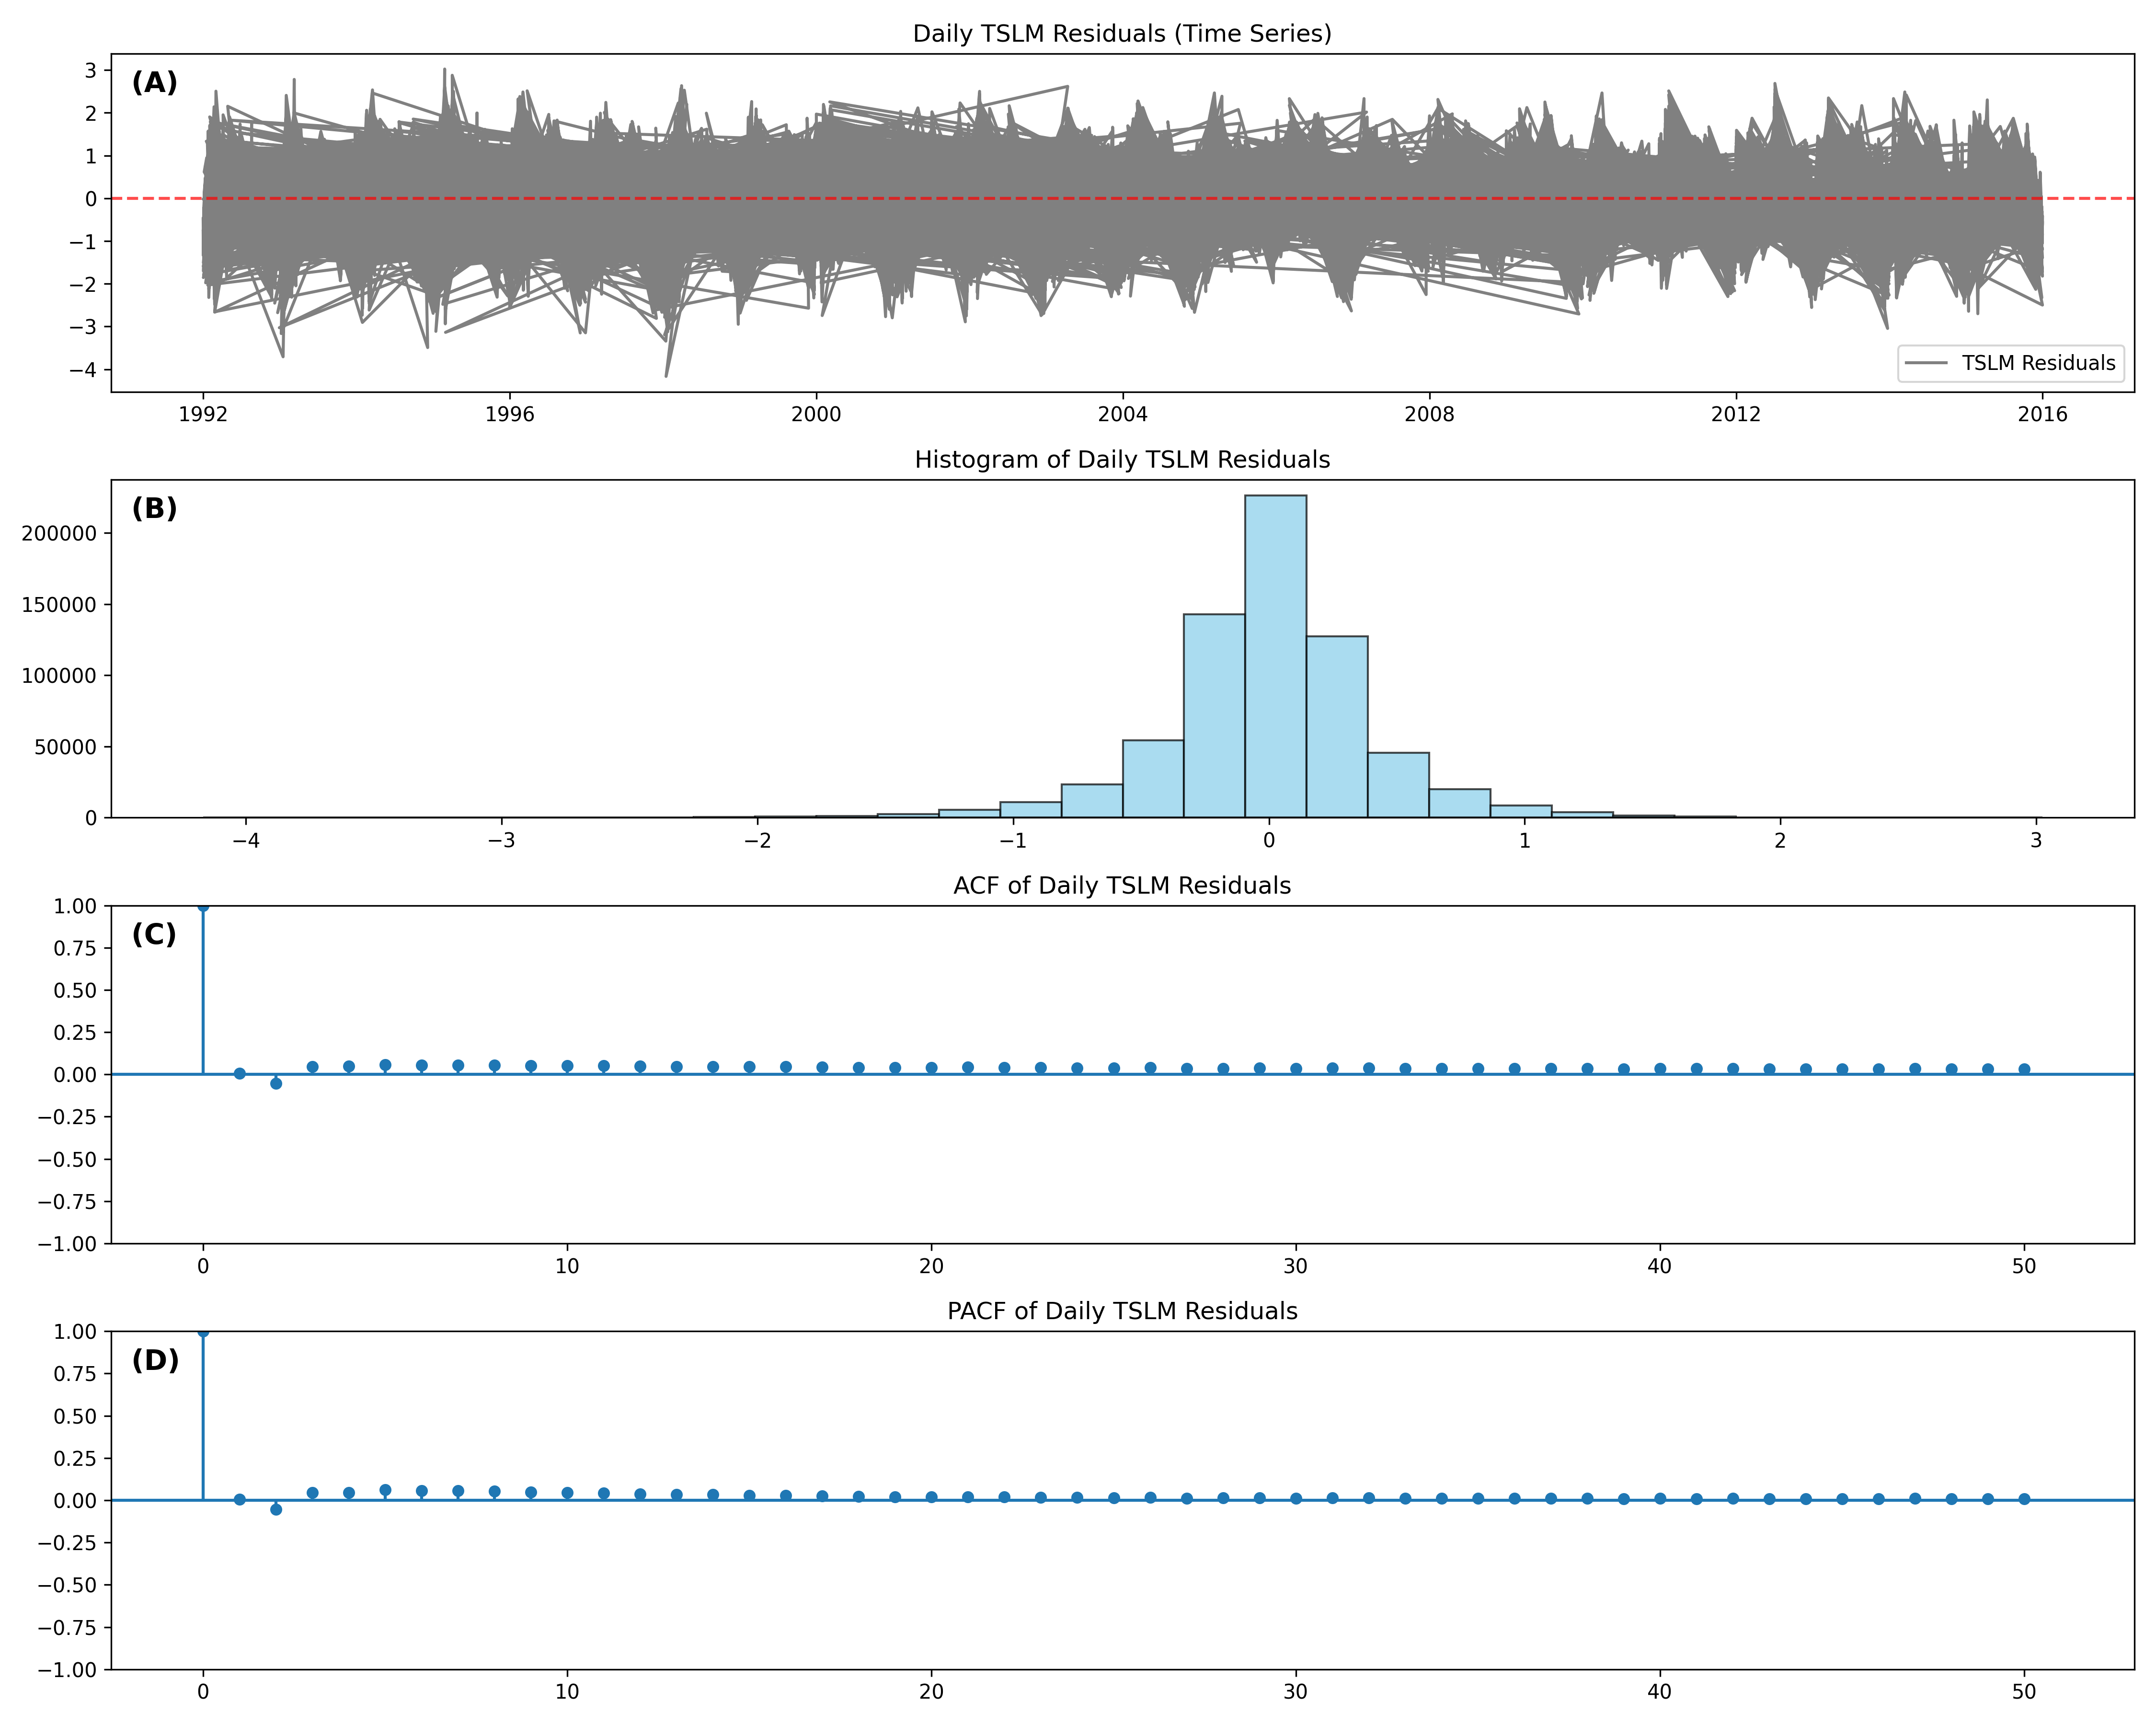 Daily TSLM Residuals (Time Series)
(A)
3
2
1
0
−1
−2
−3
−4
TSLM Residuals
1992 1996 2000 2004 2008 2012 2016
Histogram of Daily TSLM Residuals
(B)
200000
150000
100000
50000
0
−4 −3 −2 −1 0 1 2 3
ACF of Daily TSLM Residuals
1.00
(C)
0.75
0.50
0.25
0.00
−0.25
−0.50
−0.75
−1.00
0 10 20 30 40 50
PACF of Daily TSLM Residuals
1.00
(D)
0.75
0.50
0.25
0.00
−0.25
−0.50
−0.75
−1.00
0 10 20 30 40 50